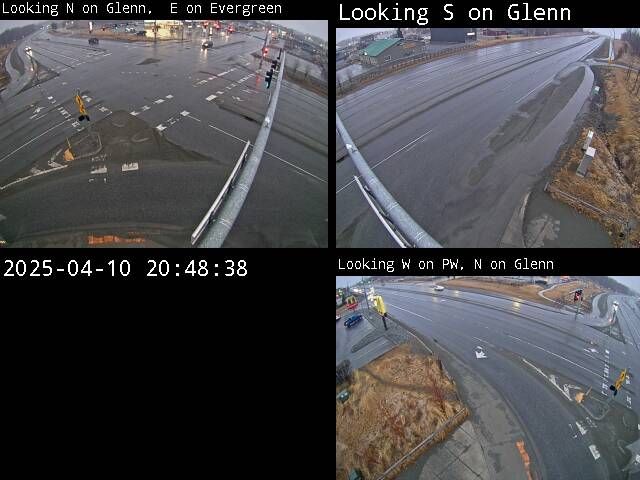 Looking N on Glenn,  E on Evergreen
Looking S on Glenn
2025-04-10 20:48:38
Looking W on PW, N on Glenn